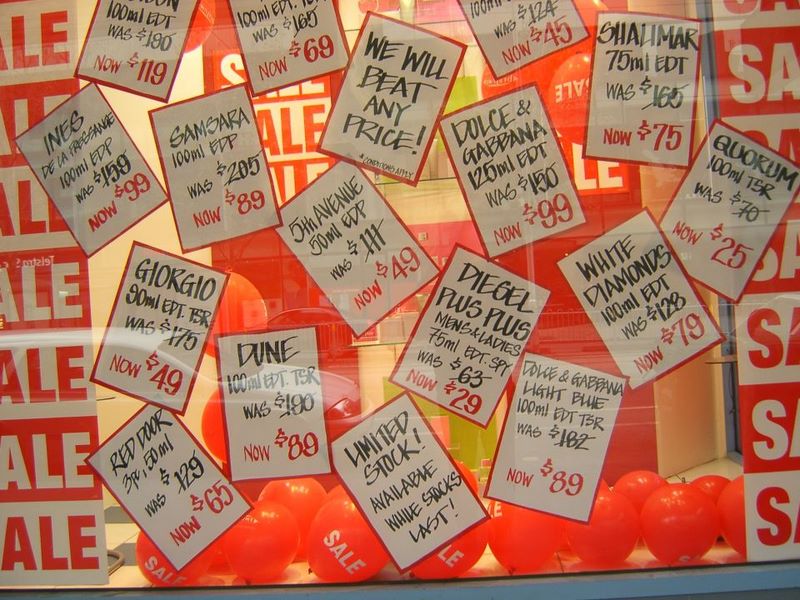 100ml EDP
WAS $190
NOW $119
100ml EDT TSR
WAS $165
NOW $69
WE WILL
BEAT
ANY
PRICE!
*CONDITIONS APPLY
WAS $124
NOW $45
SHALIMAR
75ml EDT
WAS $165
NOW $75
INES
DE LA FRESSANGE
100ml EDP
WAS $159
NOW $99
SAMSARA
100ml EDP
WAS $205
NOW $89
DOLCE &
GABBANA
125ml EDT
WAS $150
NOW $99
QUORUM
100ml TSR
WAS $70
NOW $25
5th AVENUE
50ml EDP
WAS $111
NOW $49
GIORGIO
90ml EDT. TSR
WAS $175
NOW $49
DIESEL
PLUS PLUS
MENS & LADIES
75ml EDT. SPY
WAS $63
NOW $29
WHITE
DIAMONDS
100ml EDT
WAS $128
NOW $79
DUNE
100ml EDT. TSR
WAS $190
NOW $89
DOLCE & GABBANA
LIGHT BLUE
100ml EDT TSR
WAS $182
NOW $89
RED DOOR
3pc, 50ml
WAS $129
NOW $65
LIMITED
STOCK!
AVAILABLE
WHILE STOCKS
LAST!
SALE
SALE
SALE
SALE
SALE
SALE
SALE
SALE